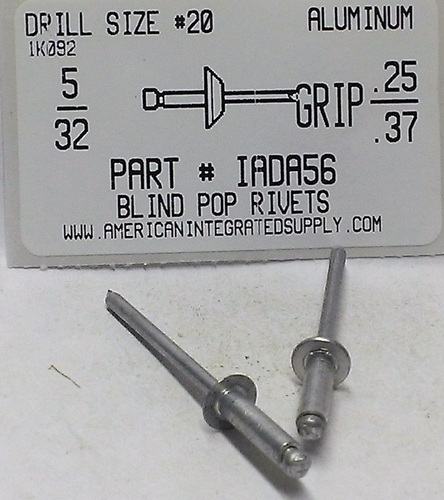 DRILL SIZE #20 ALUMINUM
1K092
5
32
GRIP
.25
.37
PART # IADA56
BLIND POP RIVETS
WWW.AMERICANINTEGRATEDSUPPLY.COM